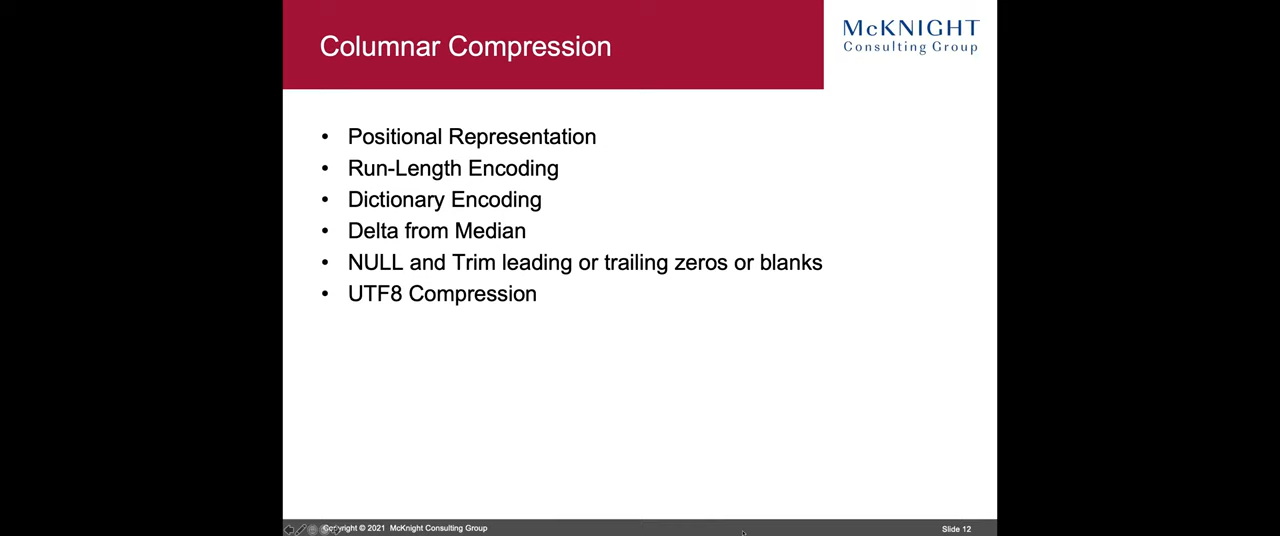 Columnar Compression
McKNIGHT
Consulting Group
• Positional Representation
• Run-Length Encoding
• Dictionary Encoding
• Delta from Median
• NULL and Trim leading or trailing zeros or blanks
• UTF8 Compression
Copyright © 2021 McKnight Consulting Group
Slide 12